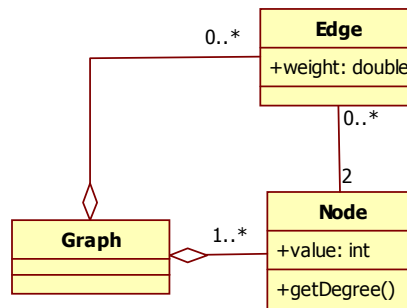 Edge
0..*
+weight: double
0..*
2
Node
Graph
1..*
+value: int
+getDegree()